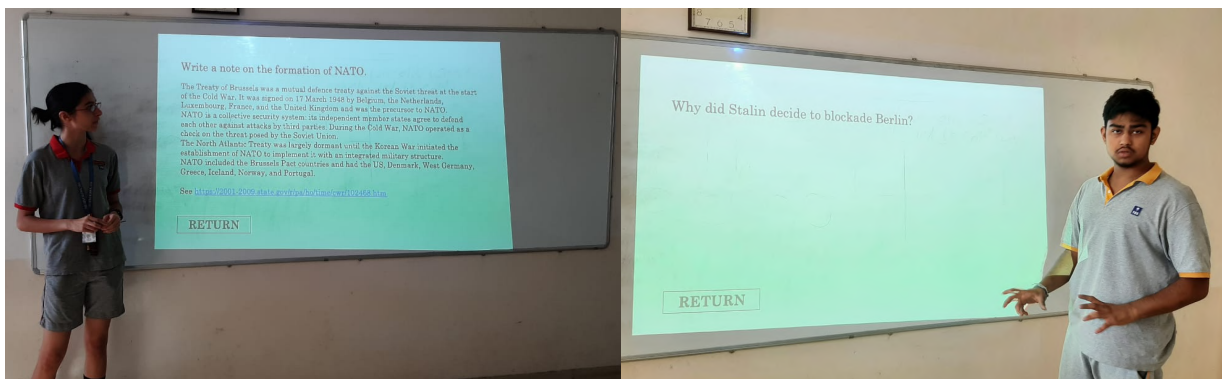 Write a note on the formation of NATO.
The Treaty of Brussels was a mutual defence treaty against the Soviet threat at the start
of the Cold War. It was signed on 17 March 1948 by Belgium, the Netherlands,
Luxembourg, France, and the United Kingdom and was the precursor to NATO.
NATO is a collective security system: its independent member states agree to defend
each other against attacks by third parties. During the Cold War, NATO operated as a
check on the threat posed by the Soviet Union.
The North Atlantic Treaty was largely dormant until the Korean War initiated the
establishment of NATO to implement it with an integrated military structure.
NATO included the Brussels Pact countries and had the US, Denmark, West Germany,
Greece, Iceland, Norway, and Portugal.
See
RETURN
8 7 6 5 4
Why did Stalin decide to blockade Berlin?
RETURN